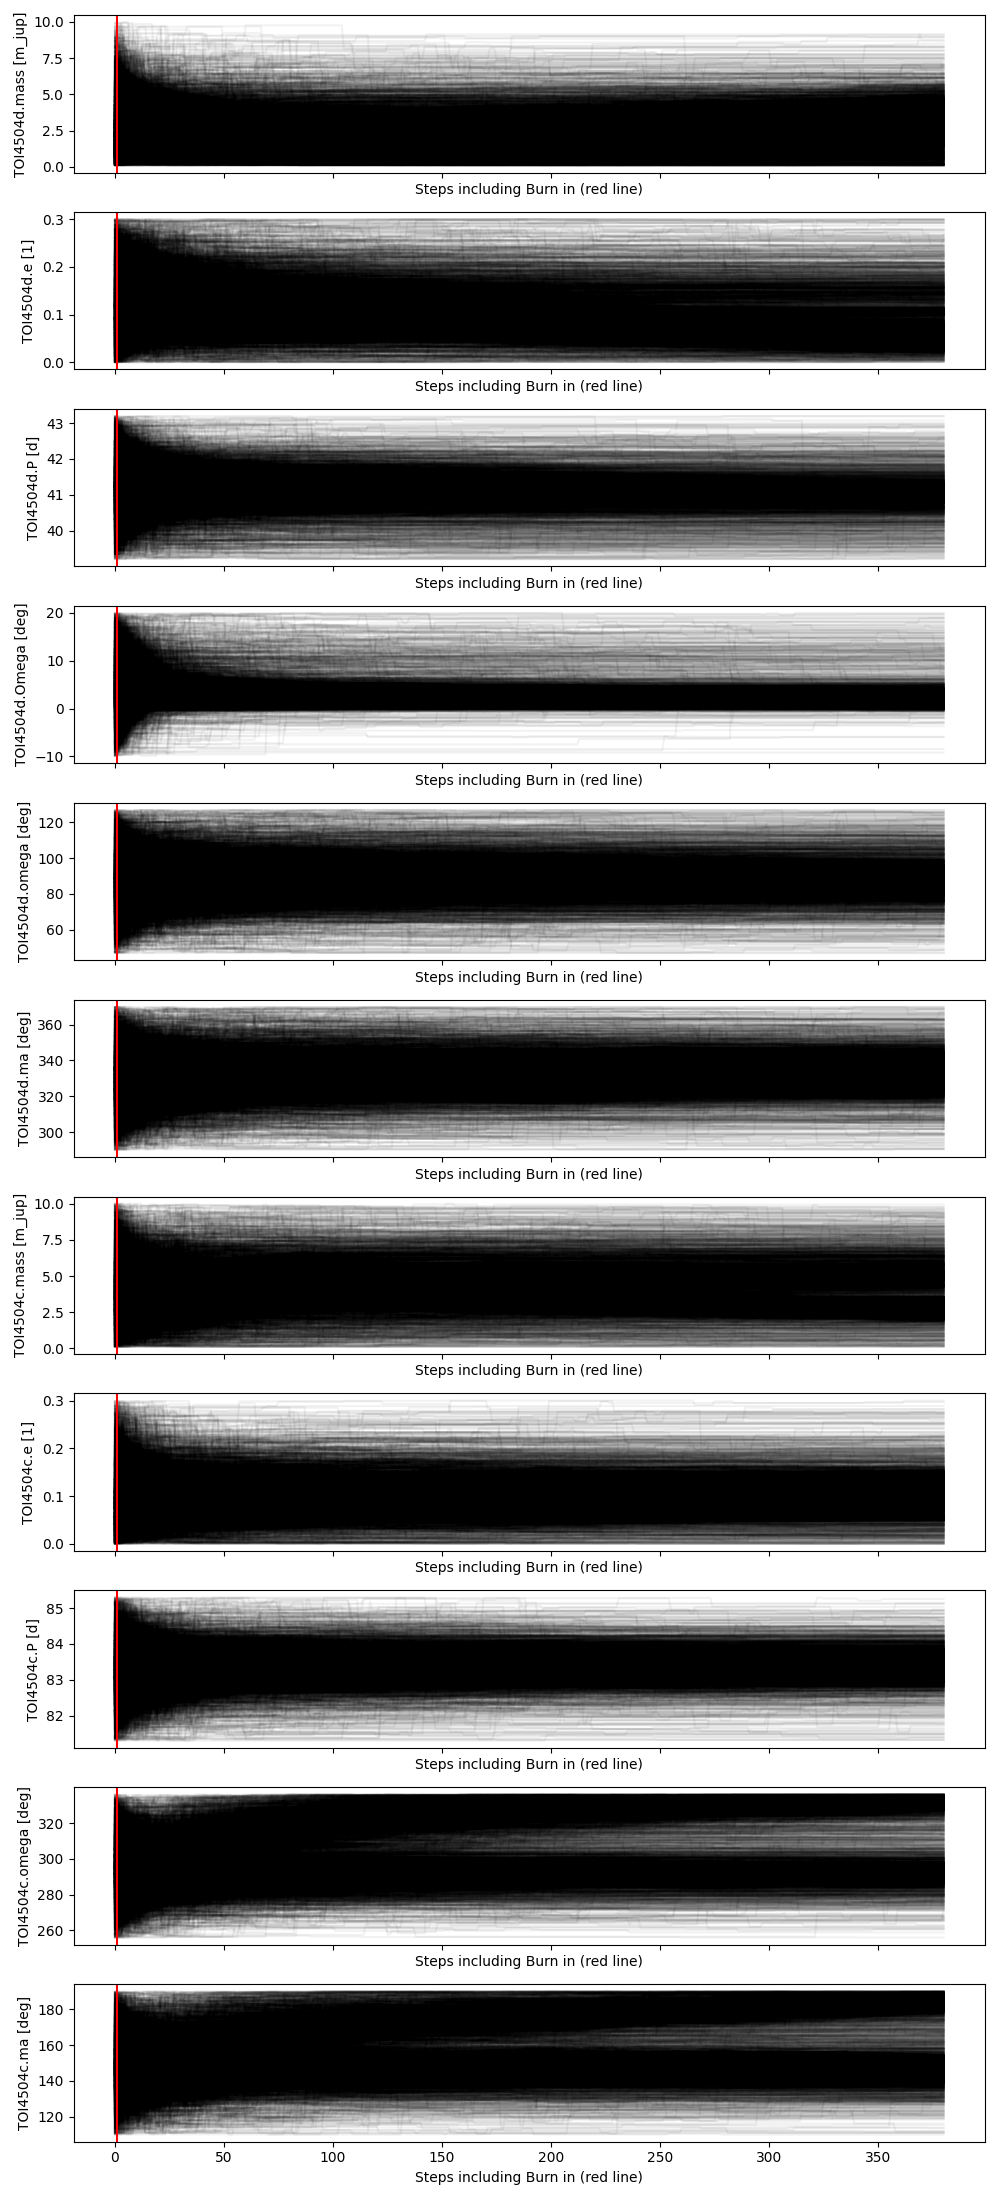 TOI4504d.mass [m_jup]
10.0
7.5
5.0
2.5
0.0
Steps including Burn in (red line)
TOI4504d.e [1]
0.3
0.2
0.1
0.0
Steps including Burn in (red line)
TOI4504d.P [d]
43
42
41
40
Steps including Burn in (red line)
TOI4504d.Omega [deg]
20
10
0
−10
Steps including Burn in (red line)
TOI4504d.omega [deg]
120
100
80
60
Steps including Burn in (red line)
TOI4504d.ma [deg]
360
340
320
300
Steps including Burn in (red line)
TOI4504c.mass [m_jup]
10.0
7.5
5.0
2.5
0.0
Steps including Burn in (red line)
TOI4504c.e [1]
0.3
0.2
0.1
0.0
Steps including Burn in (red line)
TOI4504c.P [d]
85
84
83
82
Steps including Burn in (red line)
TOI4504c.omega [deg]
320
300
280
260
Steps including Burn in (red line)
TOI4504c.ma [deg]
180
160
140
120
0 50 100 150 200 250 300 350
Steps including Burn in (red line)